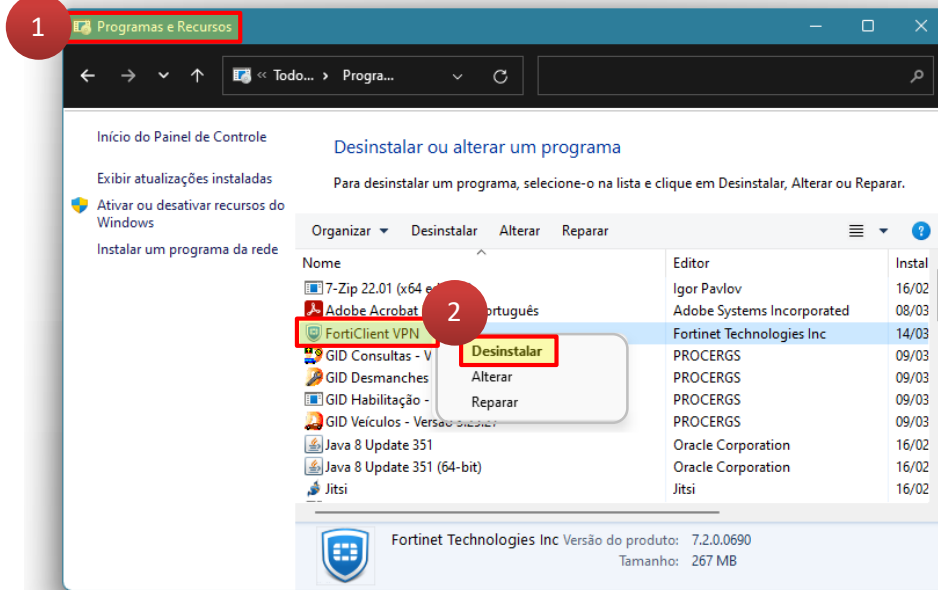 1
Programas e Recursos
« Todo... › Progra...
Início do Painel de Controle
Exibir atualizações instaladas
Ativar ou desativar recursos do
Windows
Instalar um programa da rede
Desinstalar ou alterar um programa
Para desinstalar um programa, selecione-o na lista e clique em Desinstalar, Alterar ou Reparar.
Organizar Desinstalar Alterar Reparar
Nome Editor Instal
7-Zip 22.01 (x64 Igor Pavlov 16/02
Adobe Acrobat Adobe Systems Incorporated 08/03
2
FortiClient VPN Fortinet Technologies Inc 14/03
GID Consultas - V PROCERGS 09/03
Desinstalar
GID Desmanches PROCERGS 09/03
Alterar
GID Habilitação - PROCERGS 09/03
Reparar
GID Veículos - PROCERGS 09/03
Java 8 Update 351 Oracle Corporation 16/02
Java 8 Update 351 (64-bit) Oracle Corporation 16/02
Jitsi Jitsi 16/02
Fortinet Technologies Inc Versão do produto: 7.2.0.0690
Tamanho: 267 MB